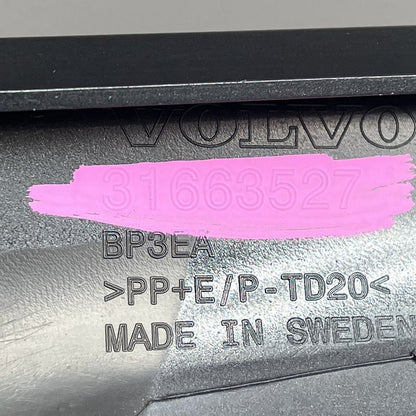 VOLVO
31663527
BP3EA
>PP+E/P-TD20<
MADE IN SWEDEN